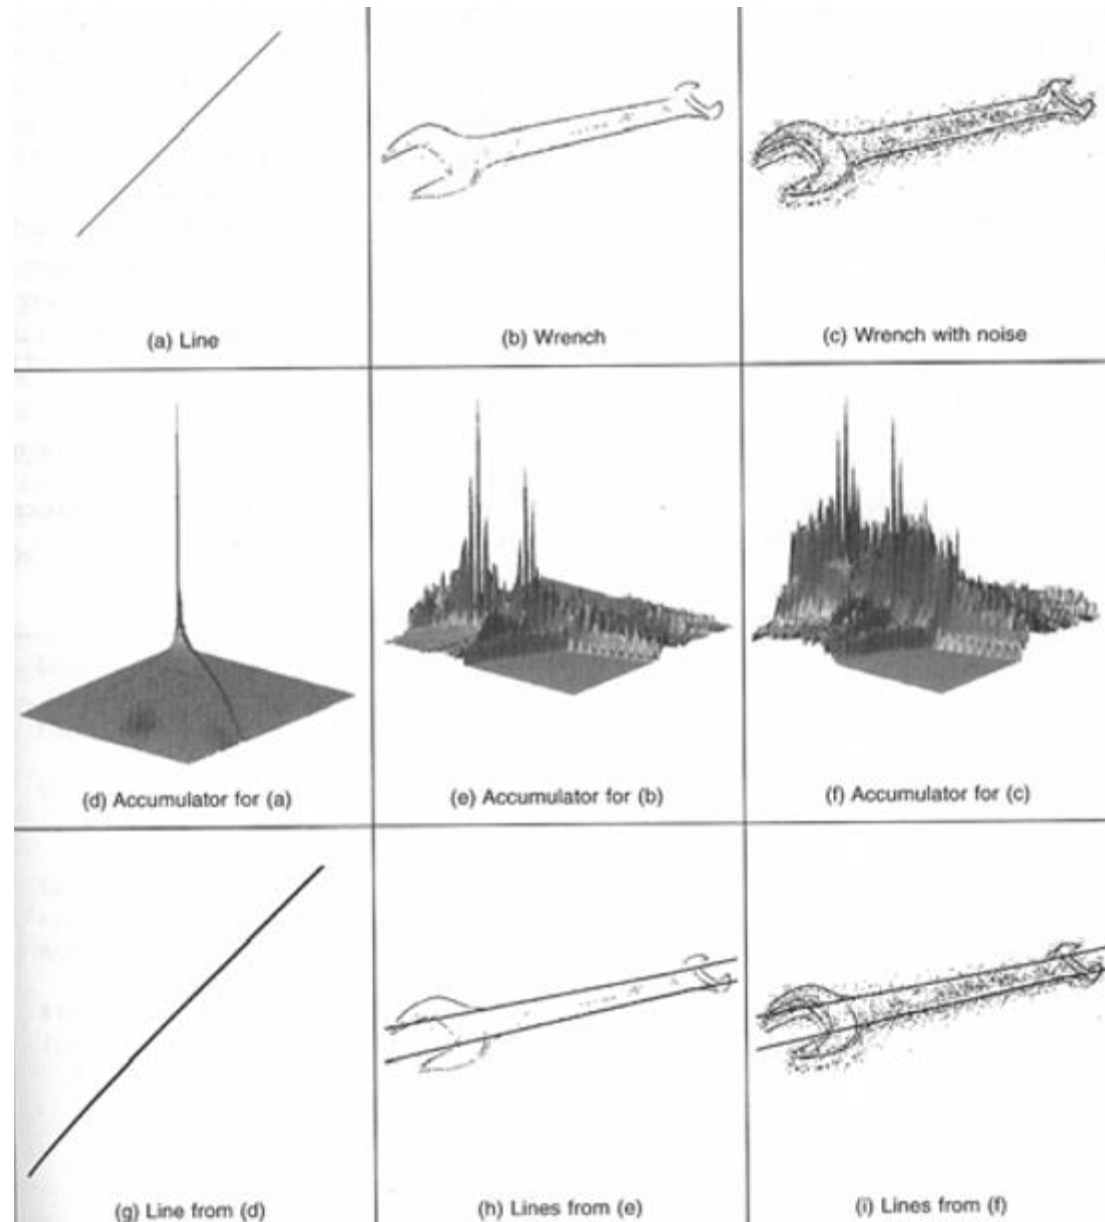 (a) Line
(b) Wrench
(c) Wrench with noise
(d) Accumulator for (a)
(e) Accumulator for (b)
(f) Accumulator for (c)
(g) Line from (d)
(h) Lines from (e)
(i) Lines from (f)